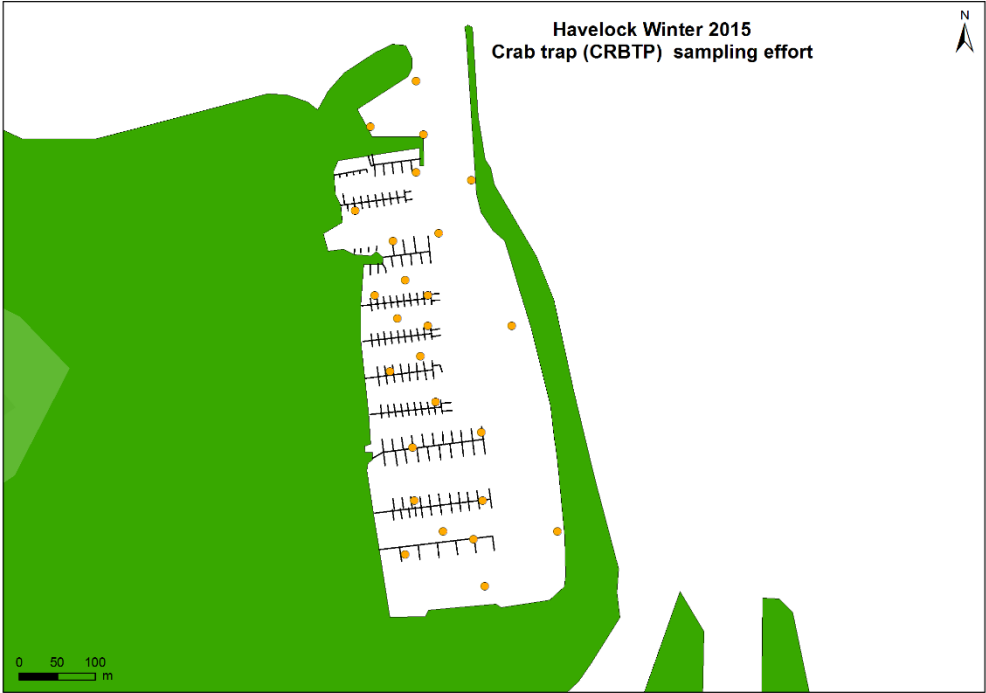 Havelock Winter 2015
Crab trap (CRBTP) sampling effort
N
0 50 100
m